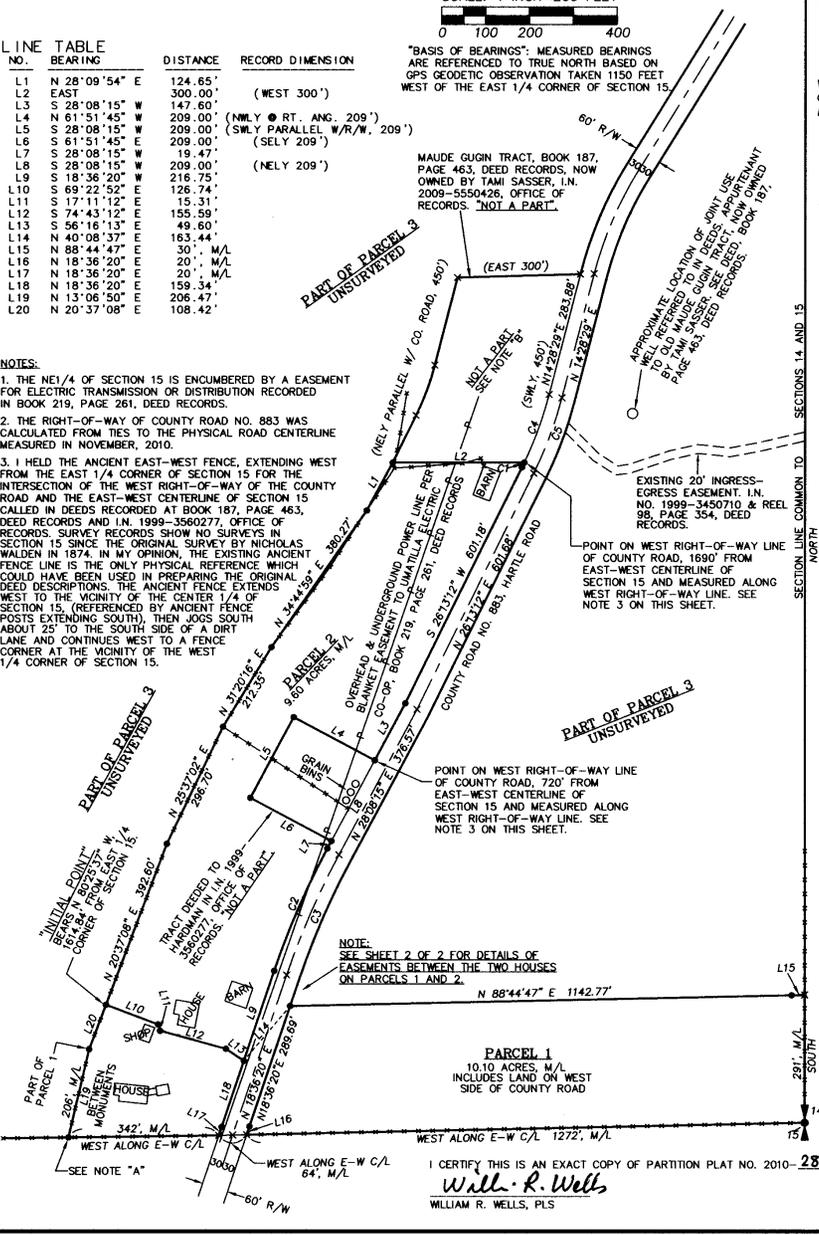 0 100 200 400
"BASIS OF BEARINGS": MEASURED BEARINGS
ARE REFERENCED TO TRUE NORTH BASED ON
GPS GEODETIC OBSERVATION TAKEN 1150 FEET
WEST OF THE EAST 1/4 CORNER OF SECTION 15.
LINE TABLE
NO. BEARING DISTANCE RECORD DIMENSION
L1 N 28°09'54" E 124.65'
L2 EAST 300.00' (WEST 300')
L3 S 28°08'15" W 147.60'
L4 N 61°51'45" W 209.00' (NWLY @ RT. ANG. 209')
L5 S 28°08'15" W 209.00' (SWLY PARALLEL W/R/W, 209')
L6 S 61°51'45" E 209.00' (SELY 209')
L7 S 28°08'15" W 19.47'
L8 S 28°08'15" W 209.00' (NELY 209')
L9 S 18°36'20" W 216.75'
L10 S 69°22'52" E 126.74'
L11 S 17°11'12" E 15.31'
L12 S 74°43'12" E 155.59'
L13 S 56°16'13" E 49.60'
L14 N 40°08'37" E 163.44'
L15 N 88°44'47" E 30', M/L
L16 N 18°36'20" E 20', M/L
L17 N 18°36'20" E 20', M/L
L18 N 18°36'20" E 159.34'
L19 N 13°06'50" E 206.47'
L20 N 20°37'08" E 108.42'
NOTES:
1. THE NE1/4 OF SECTION 15 IS ENCUMBERED BY A EASEMENT
FOR ELECTRIC TRANSMISSION OR DISTRIBUTION RECORDED
IN BOOK 219, PAGE 261, DEED RECORDS.
2. THE RIGHT-OF-WAY OF COUNTY ROAD NO. 883 WAS
CALCULATED FROM TIES TO THE PHYSICAL ROAD CENTERLINE
MEASURED IN NOVEMBER, 2010.
3. I HELD THE ANCIENT EAST-WEST FENCE, EXTENDING WEST
FROM THE EAST 1/4 CORNER OF SECTION 15 FOR THE
INTERSECTION OF THE WEST RIGHT-OF-WAY OF THE COUNTY
ROAD AND THE EAST-WEST CENTERLINE OF SECTION 15
CALLED IN DEEDS RECORDED AT BOOK 187, PAGE 463,
DEED RECORDS AND I.N. 1999-3560277, OFFICE OF
RECORDS. SURVEY RECORDS SHOW NO SURVEYS IN
SECTION 15 SINCE THE ORIGINAL SURVEY BY NICHOLAS
WALDEN IN 1874. IN MY OPINION, THE EXISTING ANCIENT
FENCE LINE IS THE ONLY PHYSICAL REFERENCE WHICH
COULD HAVE BEEN USED IN PREPARING THE ORIGINAL
DEED DESCRIPTIONS. THE ANCIENT FENCE EXTENDS
WEST TO THE VICINITY OF THE CENTER 1/4 OF
SECTION 15, (REFERENCED BY ANCIENT FENCE
POSTS EXTENDING SOUTH), THEN JOGS SOUTH
ABOUT 25' TO THE SOUTH SIDE OF A DIRT
LANE AND CONTINUES WEST TO A FENCE
CORNER AT THE VICINITY OF THE WEST
1/4 CORNER OF SECTION 15.
60' R/W
3030
MAUDE GUGIN TRACT, BOOK 187,
PAGE 463, DEED RECORDS, NOW
OWNED BY TAMI SASSER, I.N.
2009-5550426, OFFICE OF
RECORDS. "NOT A PART".
APPROXIMATE LOCATION OF JOINT USE
WELL REFERRED TO IN DEEDS. APPURTENANT
TO OLD MAUDE GUGIN TRACT, NOW OWNED
BY TAMI SASSER. SEE DEED, BOOK 187,
PAGE 463, DEED RECORDS.
PART OF PARCEL 3
UNSURVEYED
(NELY PARALLEL W/ CO. ROAD, 450')
(EAST 300')
NOT A PART
SEE NOTE "B"
(SWLY, 450')
N14°28'29"E 283.88'
N 14°28'29" E
C4
C5
L2
BARN
L1
SECTION LINE COMMON TO SECTIONS 14 AND 15
NORTH
EXISTING 20' INGRESS-
EGRESS EASEMENT. I.N.
NO. 1999-3450710 & REEL
98, PAGE 354, DEED
RECORDS.
POINT ON WEST RIGHT-OF-WAY LINE
OF COUNTY ROAD, 1690' FROM
EAST-WEST CENTERLINE OF
SECTION 15 AND MEASURED ALONG
WEST RIGHT-OF-WAY LINE. SEE
NOTE 3 ON THIS SHEET.
N 34°44'59" E 380.27'
OVERHEAD & UNDERGROUND POWER LINE PER
BLANKET EASEMENT TO UMATILLA ELECTRIC
CO-OP, BOOK 219, PAGE 261, DEED RECORDS
S 26°13'12" W 601.18'
N 26°13'12" E 601.68'
COUNTY ROAD NO. 883, HARTLE ROAD
PARCEL 2
9.60 ACRES, M/L
N 31°20'16" E
212.35'
PART OF PARCEL 3
UNSURVEYED
L3
L4
L5
GRAIN
BINS
L8
L6
L7
N 28°08'15" E 376.57'
POINT ON WEST RIGHT-OF-WAY LINE
OF COUNTY ROAD, 720' FROM
EAST-WEST CENTERLINE OF
SECTION 15 AND MEASURED ALONG
WEST RIGHT-OF-WAY LINE. SEE
NOTE 3 ON THIS SHEET.
PART OF PARCEL 3
UNSURVEYED
N 25°37'02" E
296.70'
TRACT DEEDED TO
HARDMAN IN I.N. 1999-
3560277, OFFICE OF
RECORDS. "NOT A PART".
"INITIAL POINT"
BEARS N 80°25'37" W,
1614.84' FROM EAST 1/4
CORNER OF SECTION 15.
N 20°37'08" E 392.60'
C2
C3
NOTE:
SEE SHEET 2 OF 2 FOR DETAILS OF
EASEMENTS BETWEEN THE TWO HOUSES
ON PARCELS 1 AND 2.
L15
N 88°44'47" E 1142.77'
BARN
L9
L10
L11
HOUSE
SHOP
L12
L13
L14
L20
PART OF
PARCEL 1
206', M/L
L19
BETWEEN
MONUMENTS
HOUSE
L18
N 18°36'20" E 289.69'
PARCEL 1
10.10 ACRES, M/L
INCLUDES LAND ON WEST
SIDE OF COUNTY ROAD
291', M/L
SOUTH
L17
L16
342', M/L
WEST ALONG E-W C/L
WEST ALONG E-W C/L 1272', M/L
14
15
SEE NOTE "A"
3030
WEST ALONG E-W C/L
64', M/L
60' R/W
I CERTIFY THIS IS AN EXACT COPY OF PARTITION PLAT NO. 2010-28
Will. R. Wells
WILLIAM R. WELLS, PLS